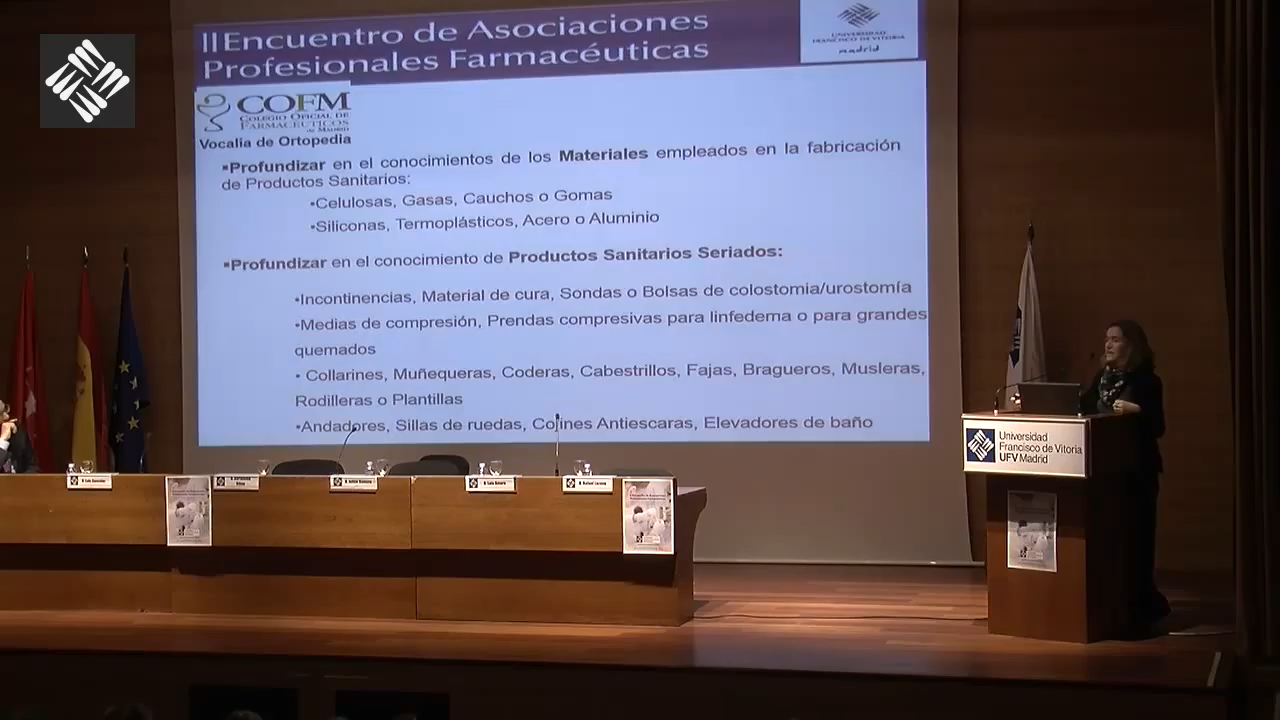 II Encuentro de Asociaciones
Profesionales Farmacéuticas
UNIVERSIDAD
FRANCISCO DE VITORIA
madrid
COFM
COLEGIO OFICIAL DE
FARMACÉUTICOS
de MADRID
Vocalía de Ortopedia
▪Profundizar en el conocimientos de los Materiales empleados en la fabricación
de Productos Sanitarios:
•Celulosas, Gasas, Cauchos o Gomas
•Siliconas, Termoplásticos, Acero o Aluminio
▪Profundizar en el conocimiento de Productos Sanitarios Seriados:
•Incontinencias, Material de cura, Sondas o Bolsas de colostomia/urostomía
•Medias de compresión, Prendas compresivas para linfedema o para grandes
quemados
• Collarines, Muñequeras, Coderas, Cabestrillos, Fajas, Bragueros, Musleras,
Rodilleras o Plantillas
•Andadores, Sillas de ruedas, Cojines Antiescaras, Elevadores de baño
Universidad
Francisco de Vitoria
UFV Madrid